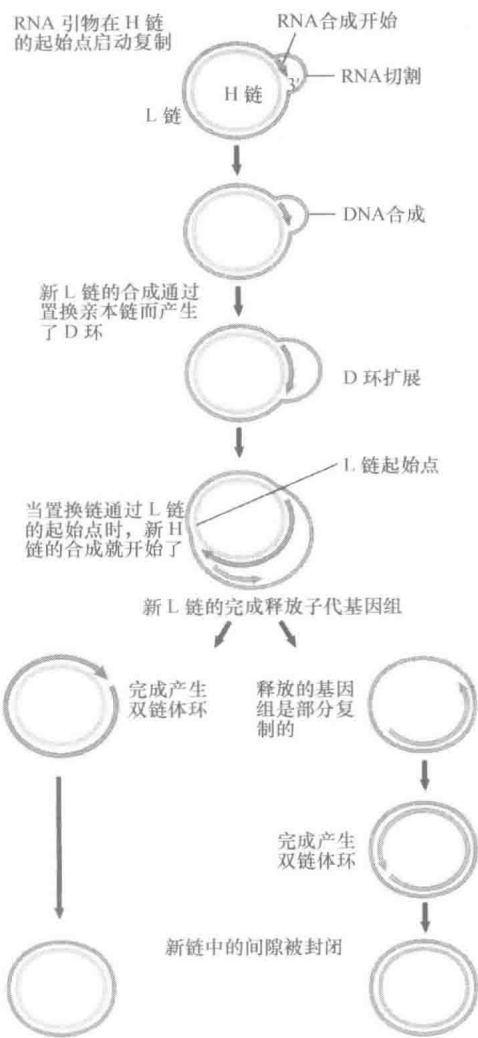 RNA 引物在 H 链
的起始点启动复制
RNA合成开始
3′
RNA切割
H 链
L 链
DNA合成
新 L 链的合成通过
置换亲本链而产生
了 D 环
D 环扩展
L 链起始点
当置换链通过 L 链
的起始点时，新 H
链的合成就开始了
新 L 链的完成释放子代基因组
完成产生
双链体环
释放的基因
组是部分复
制的
完成产生
双链体环
新链中的间隙被封闭